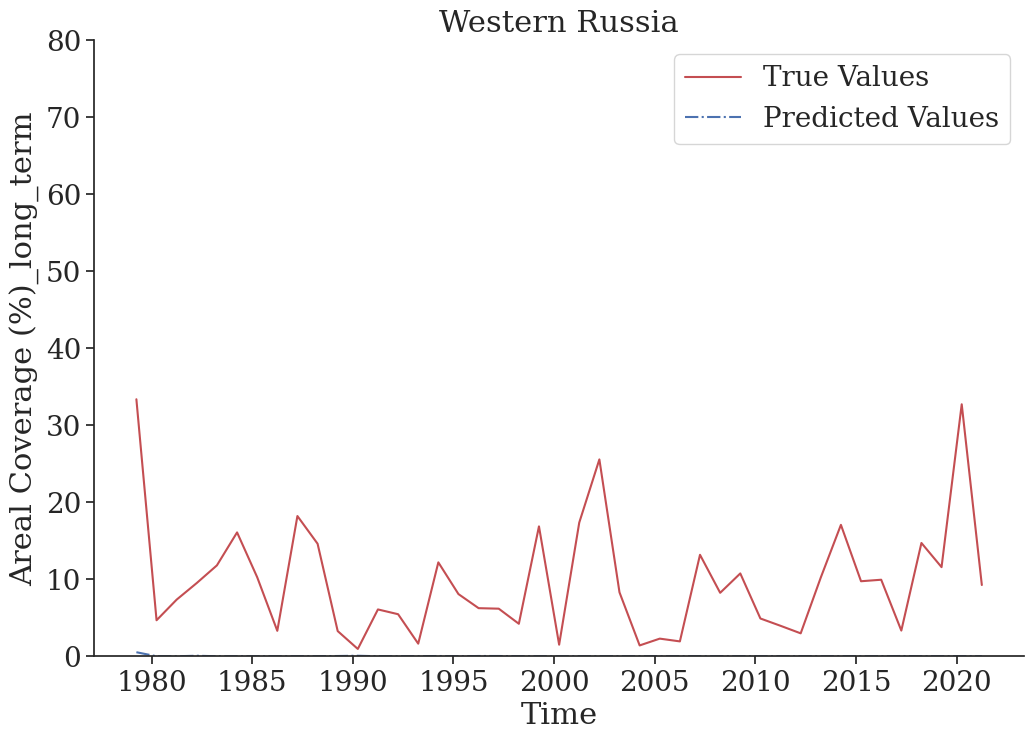 Western Russia
True Values
Predicted Values
Areal Coverage (%)_long_term
80
70
60
50
40
30
20
10
0
1980 1985 1990 1995 2000 2005 2010 2015 2020
Time